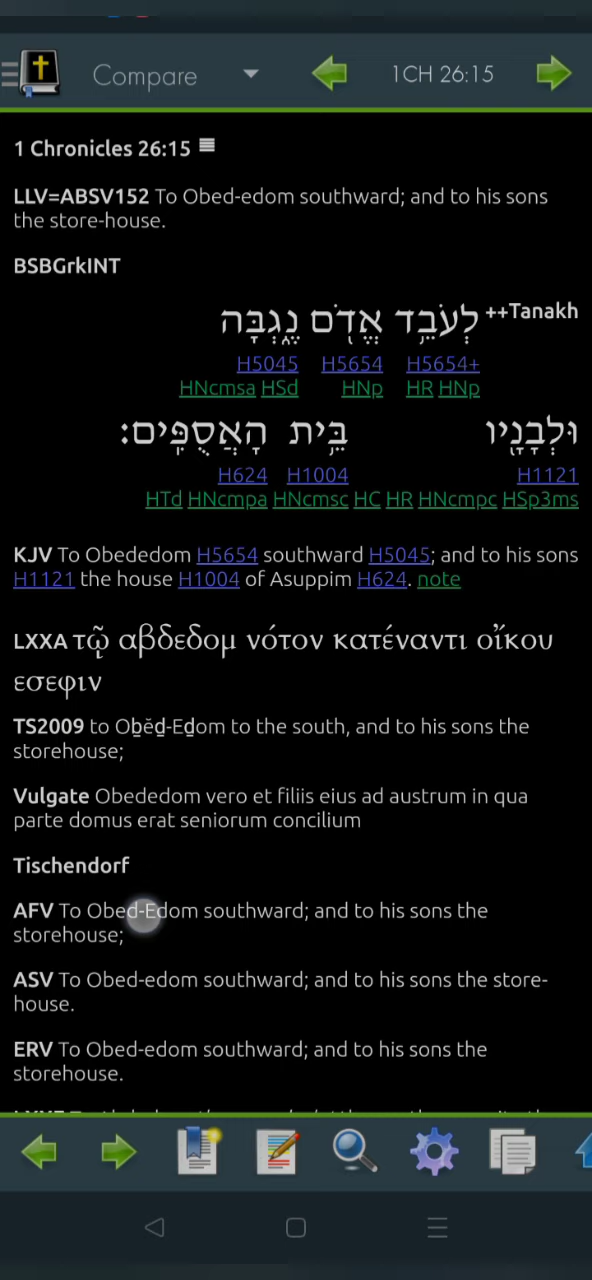 Compare
1CH 26:15
1 Chronicles 26:15
LLV=ABSV152 To Obed-edom southward; and to his sons
the store-house.
BSBGrkINT
++Tanakh לְעֹבֵ֥ד אֱדֹ֖ם נֶ֑גְבָּה
H5045 H5654 H5654+
HNcmsa HSd HNp HR HNp
וּלְבָנָ֖יו בֵּ֥ית הָאֲסֻפִּֽים׃
H624 H1004 H1121
HTd HNcmpa HNcmsc HC HR HNcmpc HSp3ms
KJV To Obededom H5654 southward H5045; and to his sons
H1121 the house H1004 of Asuppim H624. note
LXXA τῷ αβδεδομ νότον κατέναντι οἴκου
εσεφιν
TS2009 to Oḇĕḏ-Eḏom to the south, and to his sons the
storehouse;
Vulgate Obededom vero et filiis eius ad austrum in qua
parte domus erat seniorum concilium
Tischendorf
AFV To Obed-Edom southward; and to his sons the
storehouse;
ASV To Obed-edom southward; and to his sons the store-
house.
ERV To Obed-edom southward; and to his sons the
storehouse.